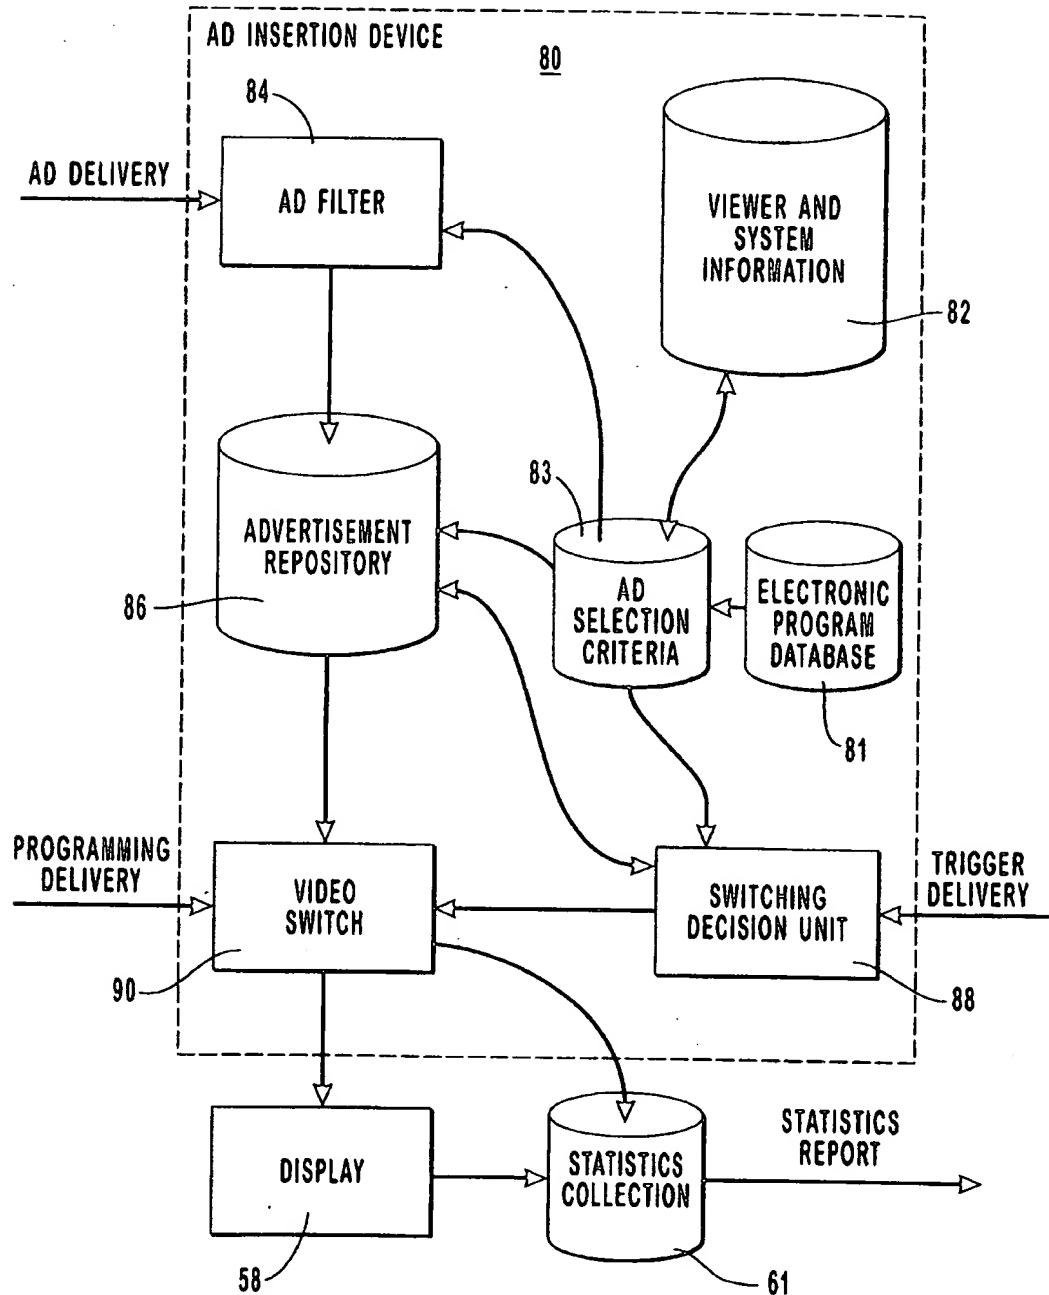 AD INSERTION DEVICE
80
84
AD DELIVERY
AD FILTER
VIEWER AND
SYSTEM
INFORMATION
82
83
ADVERTISEMENT
REPOSITORY
86
AD
SELECTION
CRITERIA
ELECTRONIC
PROGRAM
DATABASE
81
PROGRAMMING
DELIVERY
VIDEO
SWITCH
90
SWITCHING
DECISION UNIT
88
TRIGGER
DELIVERY
DISPLAY
58
STATISTICS
COLLECTION
61
STATISTICS
REPORT